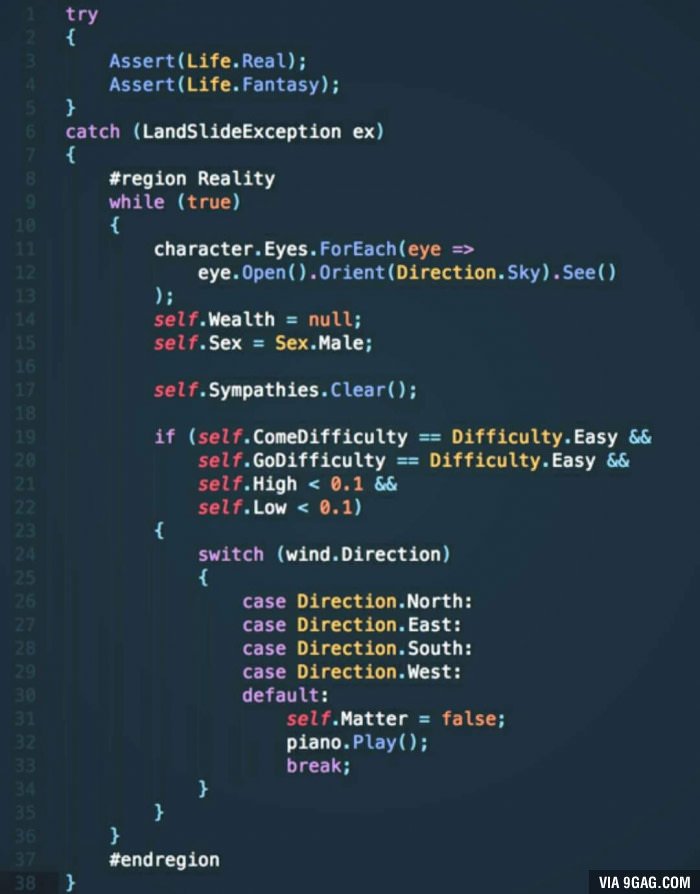 1 try
2 {
3 Assert(Life.Real);
4 Assert(Life.Fantasy);
5 }
6 catch (LandSlideException ex)
7 {
8 #region Reality
9 while (true)
10 {
11 character.Eyes.ForEach(eye =>
12 eye.Open().Orient(Direction.Sky).See()
13 );
14 self.Wealth = null;
15 self.Sex = Sex.Male;
16
17 self.Sympathies.Clear();
18
19 if (self.ComeDifficulty == Difficulty.Easy &&
20 self.GoDifficulty == Difficulty.Easy &&
21 self.High < 0.1 &&
22 self.Low < 0.1)
23 {
24 switch (wind.Direction)
25 {
26 case Direction.North:
27 case Direction.East:
28 case Direction.South:
29 case Direction.West:
30 default:
31 self.Matter = false;
32 piano.Play();
33 break;
34 }
35 }
36 }
37 #endregion
38 }
VIA 9GAG.COM